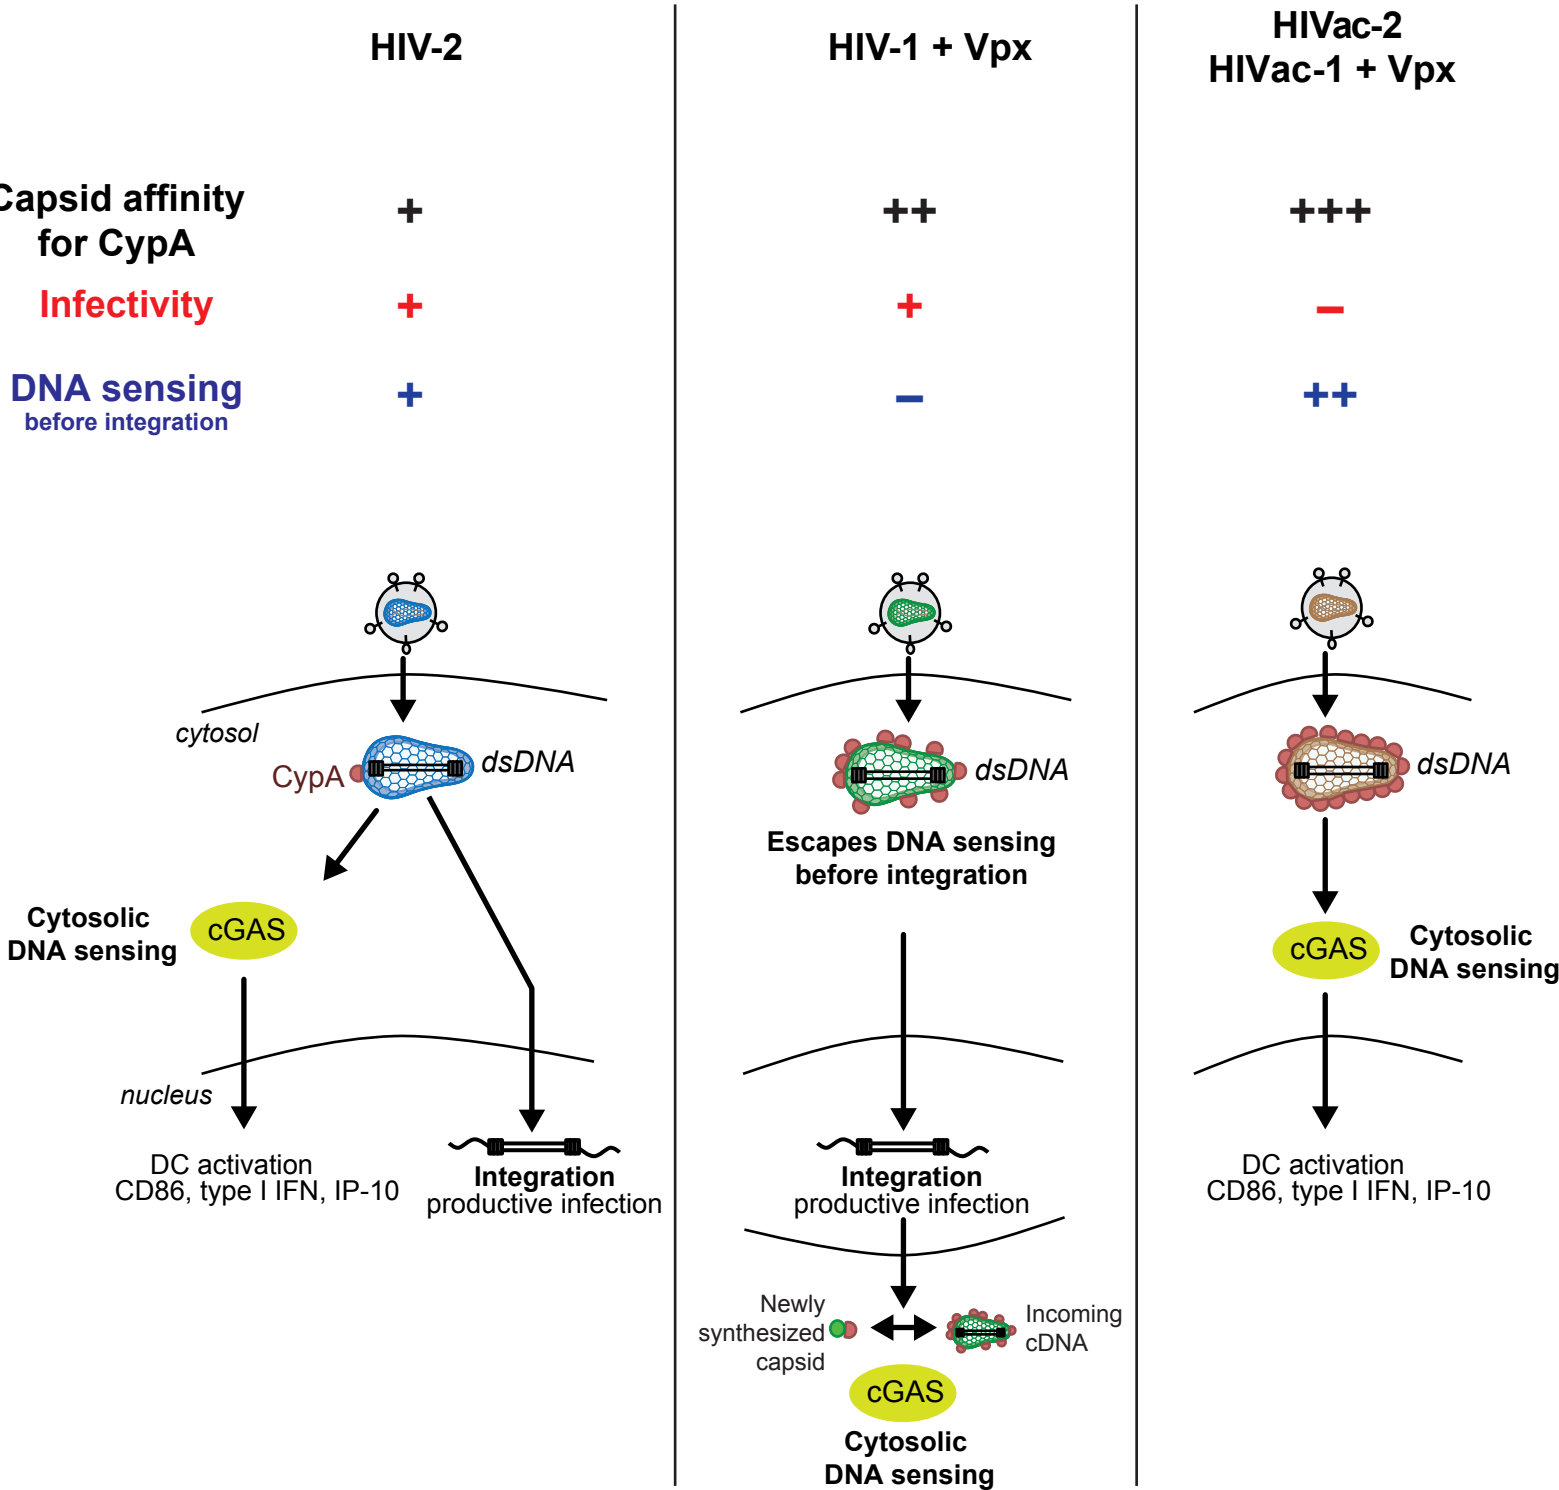 HIV-2
HIV-1 + Vpx
HIVac-2
HIVac-1 + Vpx
Capsid affinity
for CypA
+
++
+++
Infectivity
+
+
–
DNA sensing
before integration
+
–
++
cytosol
CypA
dsDNA
Cytosolic
DNA sensing
cGAS
nucleus
DC activation
CD86, type I IFN, IP-10
Integration
productive infection
dsDNA
Escapes DNA sensing
before integration
Integration
productive infection
Newly
synthesized
capsid
Incoming
cDNA
cGAS
Cytosolic
DNA sensing
dsDNA
cGAS
Cytosolic
DNA sensing
DC activation
CD86, type I IFN, IP-10